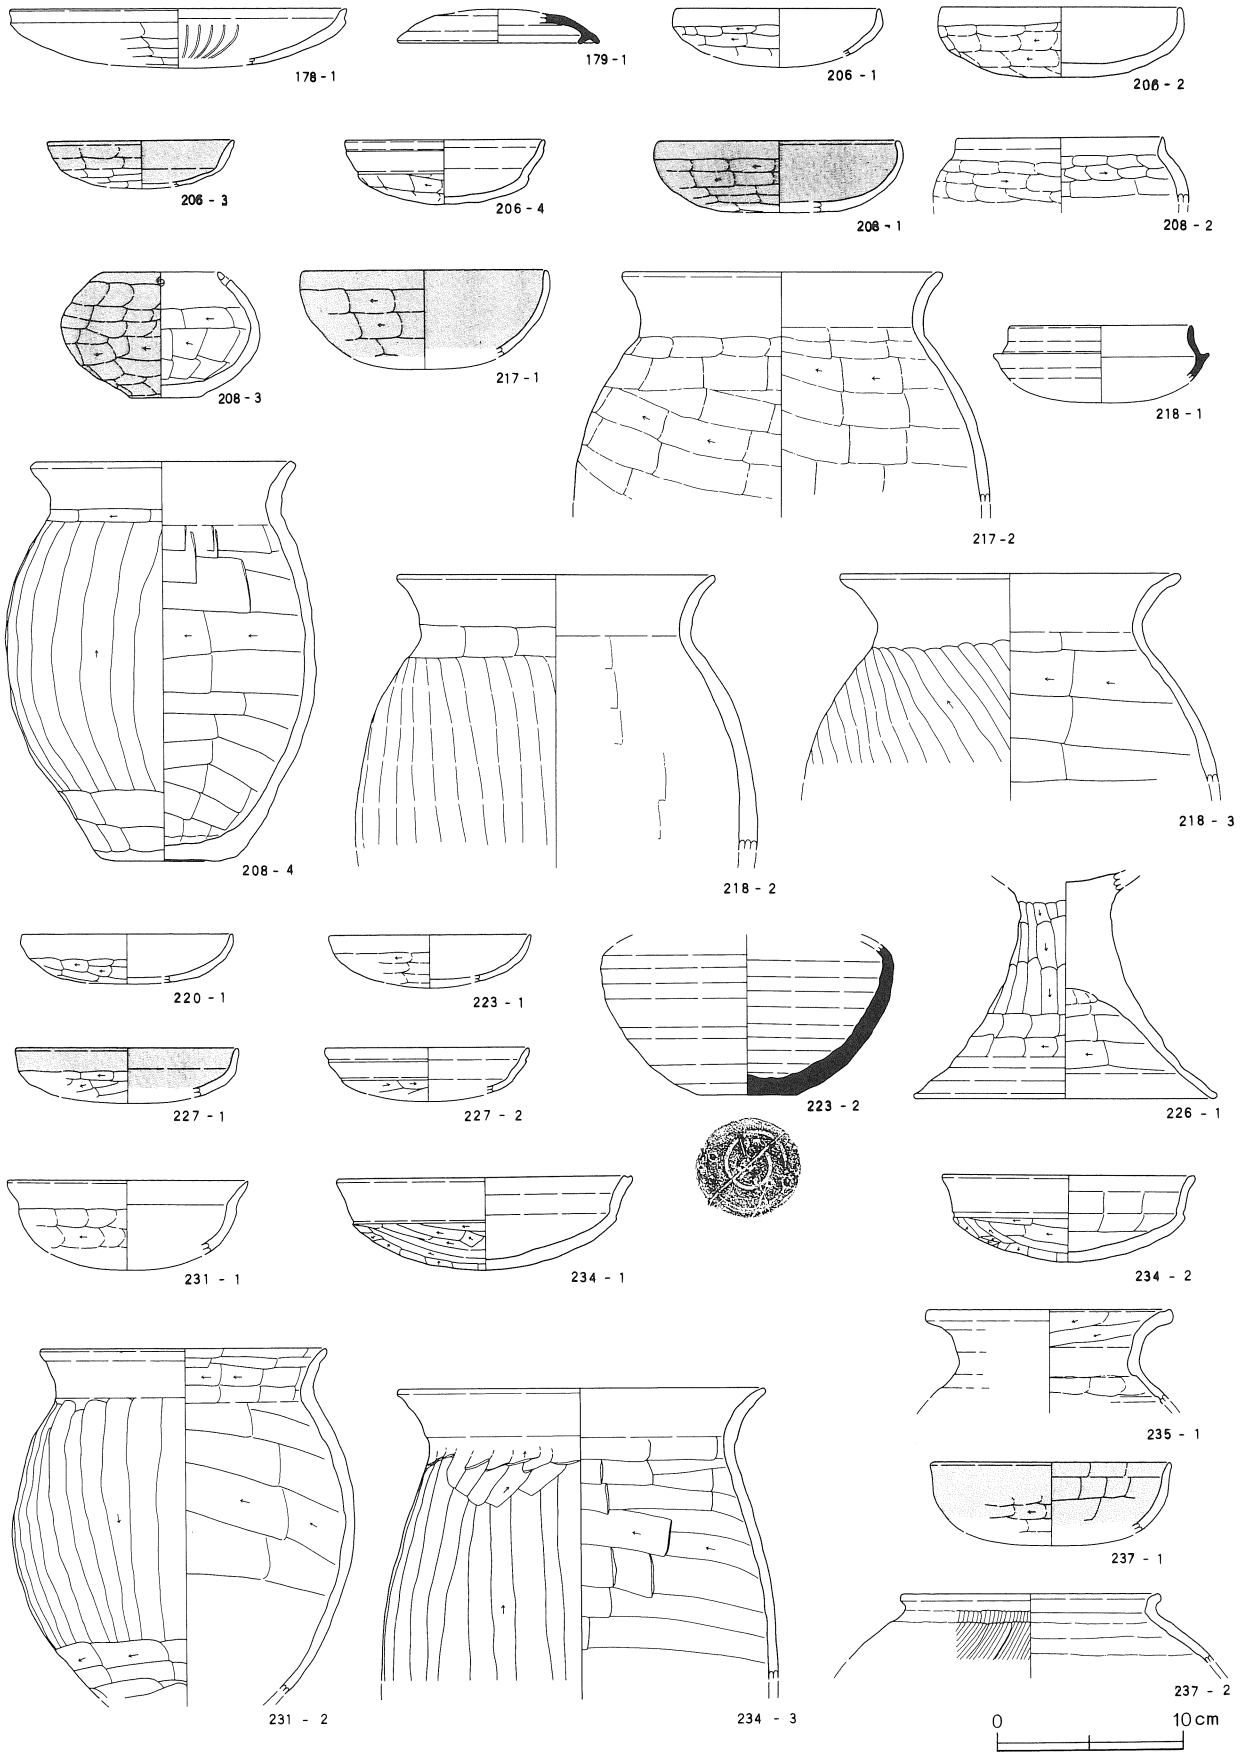 178 - 1
179 - 1
206 - 1
206 - 2
206 - 3
206 - 4
208 - 1
208 - 2
208 - 3
217 - 1
217 - 2
218 - 1
208 - 4
218 - 2
218 - 3
220 - 1
223 - 1
223 - 2
226 - 1
227 - 1
227 - 2
231 - 1
234 - 1
234 - 2
235 - 1
237 - 1
231 - 2
234 - 3
237 - 2
0 10cm